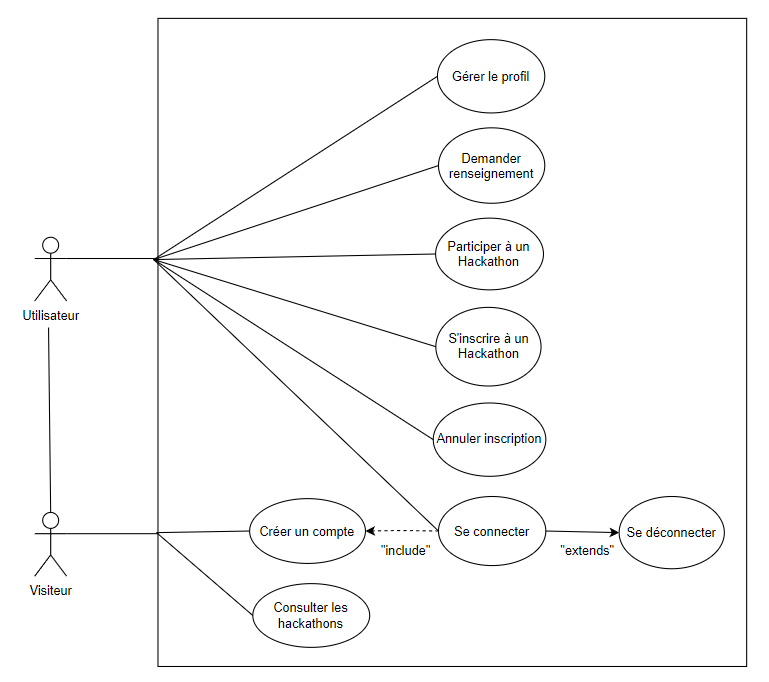 Gérer le profil
Demander
renseignement
Participer à un
Hackathon
Utilisateur
S'inscrire à un
Hackathon
Annuler inscription
Créer un compte
"include"
Se connecter
"extends"
Se déconnecter
Visiteur
Consulter les
hackathons